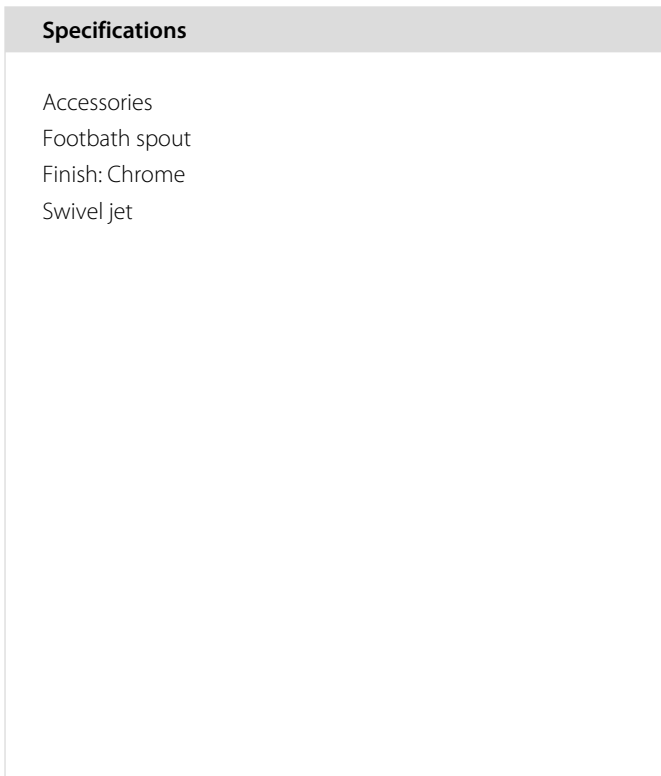 Specifications
Accessories
Footbath spout
Finish: Chrome
Swivel jet